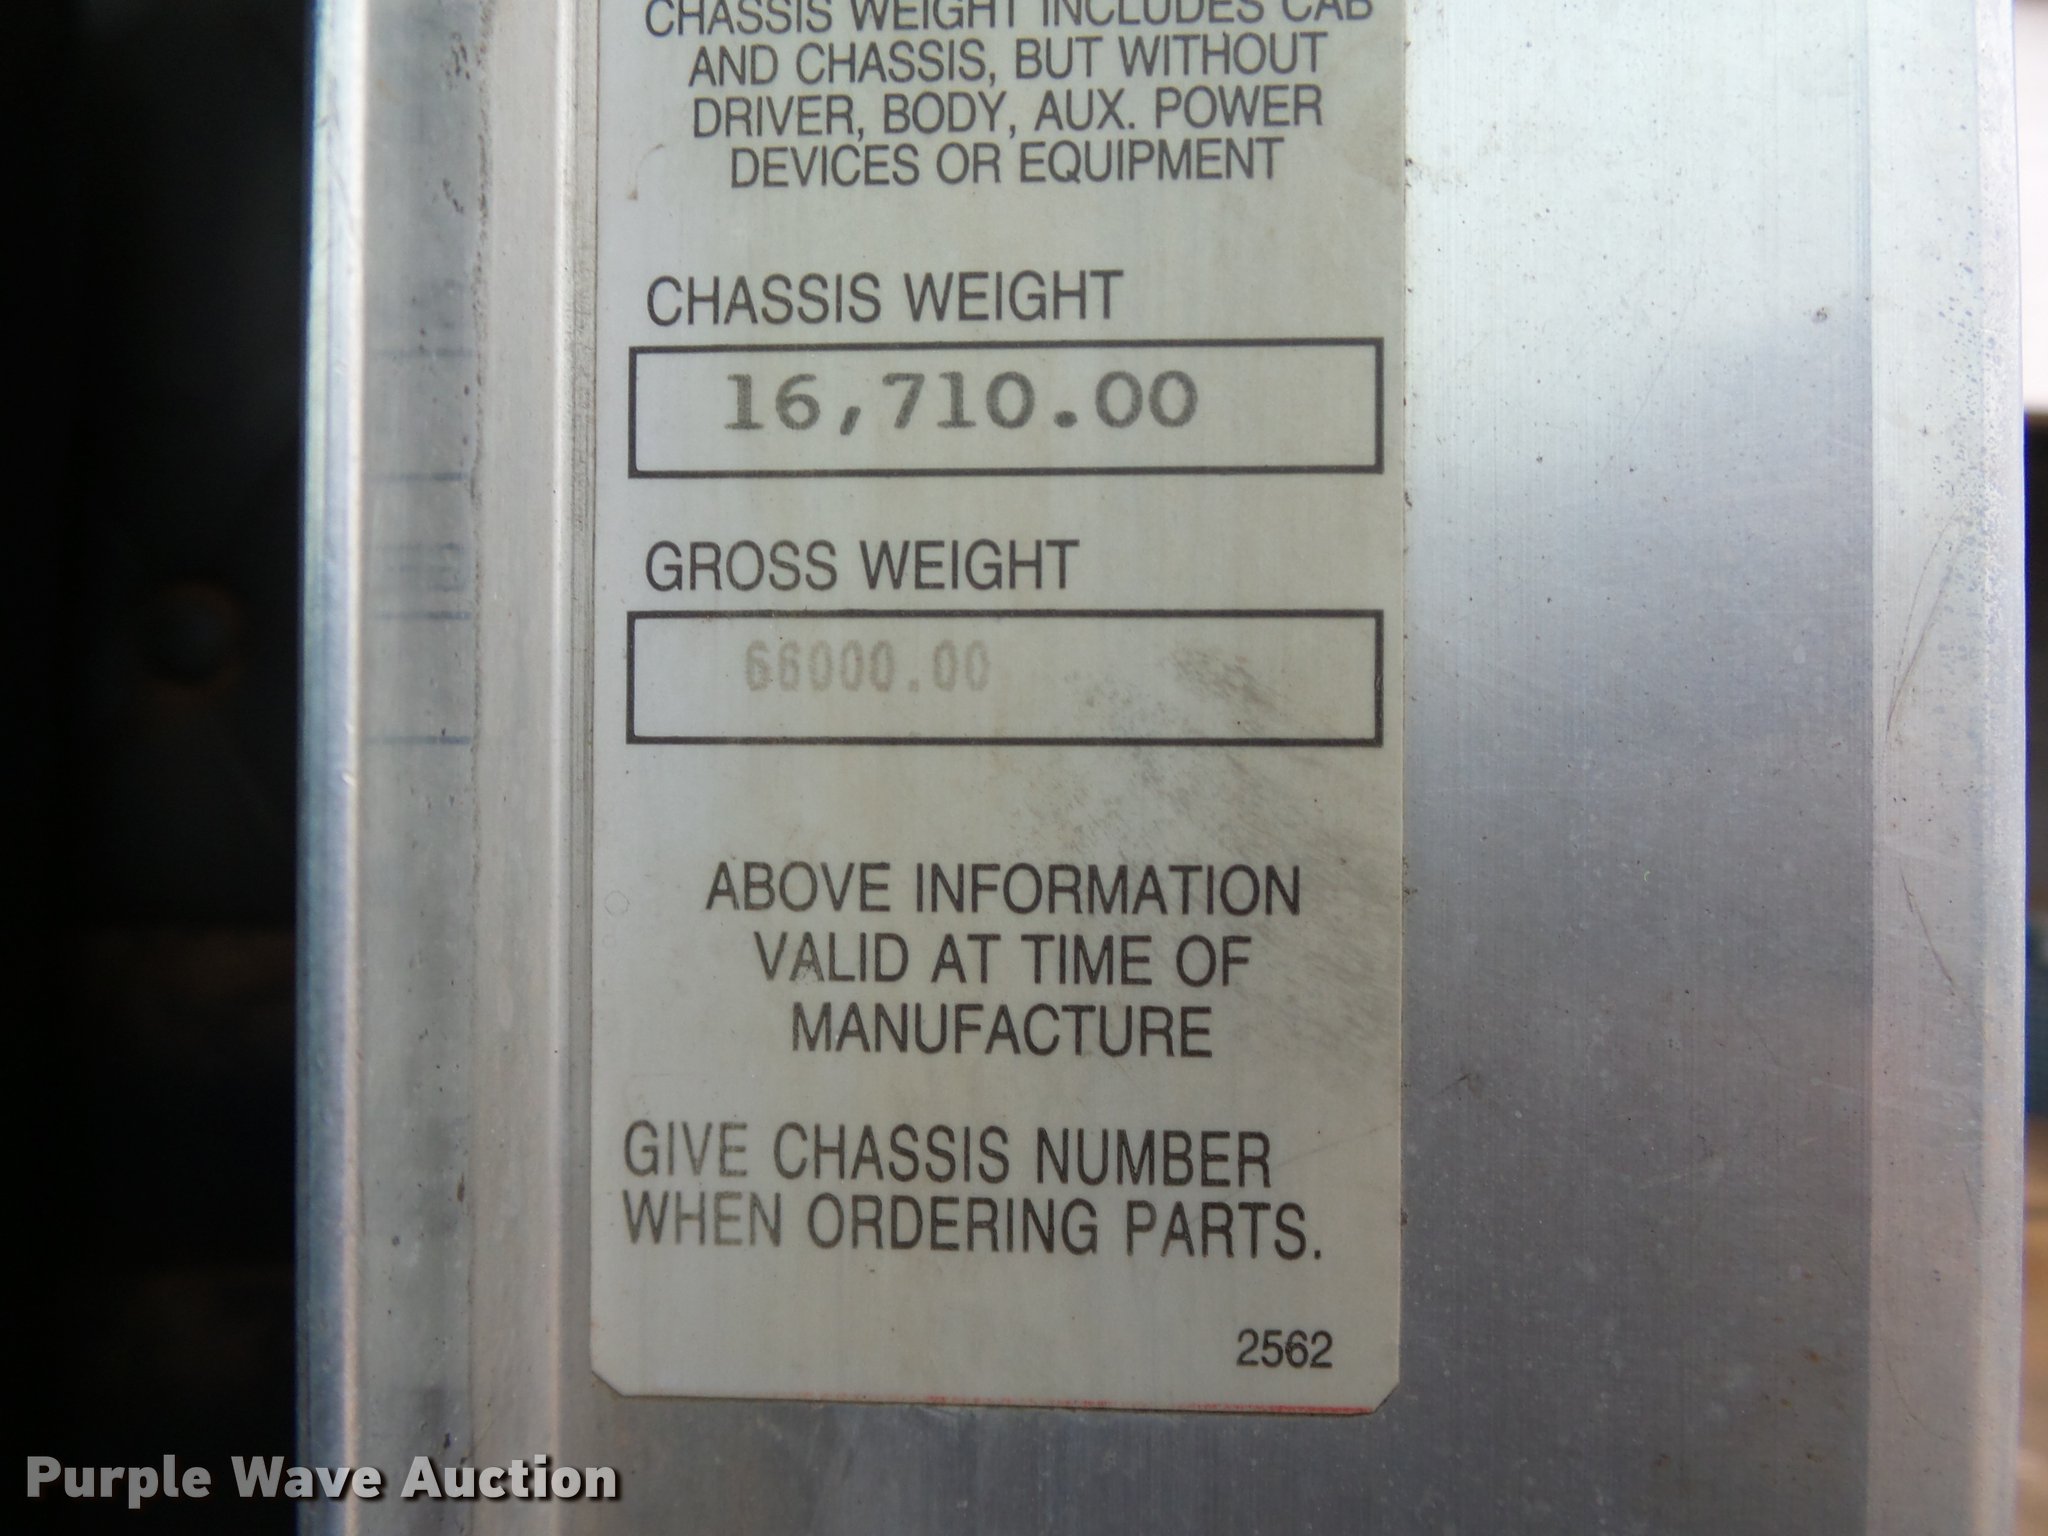 CHASSIS WEIGHT INCLUDES CAB
AND CHASSIS, BUT WITHOUT
DRIVER, BODY, AUX. POWER
DEVICES OR EQUIPMENT
CHASSIS WEIGHT
16,710.00
GROSS WEIGHT
66000.00
ABOVE INFORMATION
VALID AT TIME OF
MANUFACTURE
GIVE CHASSIS NUMBER
WHEN ORDERING PARTS.
2562
Purple Wave Auction